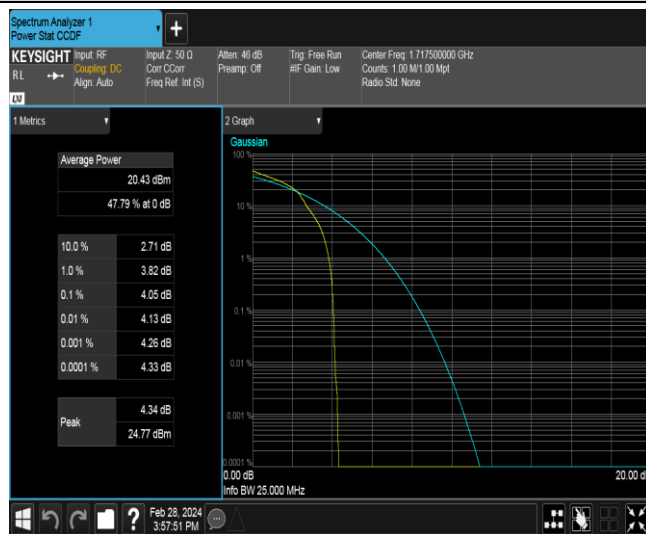 Spectrum Analyzer 1
Power Stat CCDF
KEYSIGHT
RL
Input: RF
Coupling: DC
Align: Auto
Input Z: 50 Ω
Corr CCorr
Freq Ref: Int (S)
Atten: 46 dB
Preamp: Off
Trig: Free Run
#IF Gain: Low
Center Freq: 1.717500000 GHz
Counts: 1.00 M/1.00 Mpt
Radio Std: None
LXI
1 Metrics
Average Power
20.43 dBm
47.79 % at 0 dB
10.0 % 2.71 dB
1.0 % 3.82 dB
0.1 % 4.05 dB
0.01 % 4.13 dB
0.001 % 4.26 dB
0.0001 % 4.33 dB
Peak
4.34 dB
24.77 dBm
2 Graph
Gaussian
100 %
10 %
1 %
0.1 %
0.01 %
0.001 %
0.0001 %
0.00 dB
20.00 d
Info BW 25.000 MHz
Feb 28, 2024
3:57:51 PM